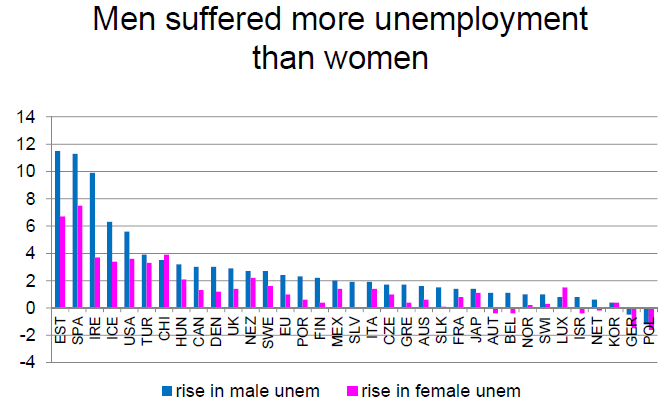 Men suffered more unemployment
than women
14
12
10
8
6
4
2
0
-2
-4
EST SPA IRE ICE USA TUR CHI HUN CAN DEN UK NEZ SWE EU POR FIN MEX SLV ITA CZE GRE AUS SLK FRA JAP AUT BEL NOR SWI LUX ISR NET KOR GER POL
rise in male unem rise in female unem